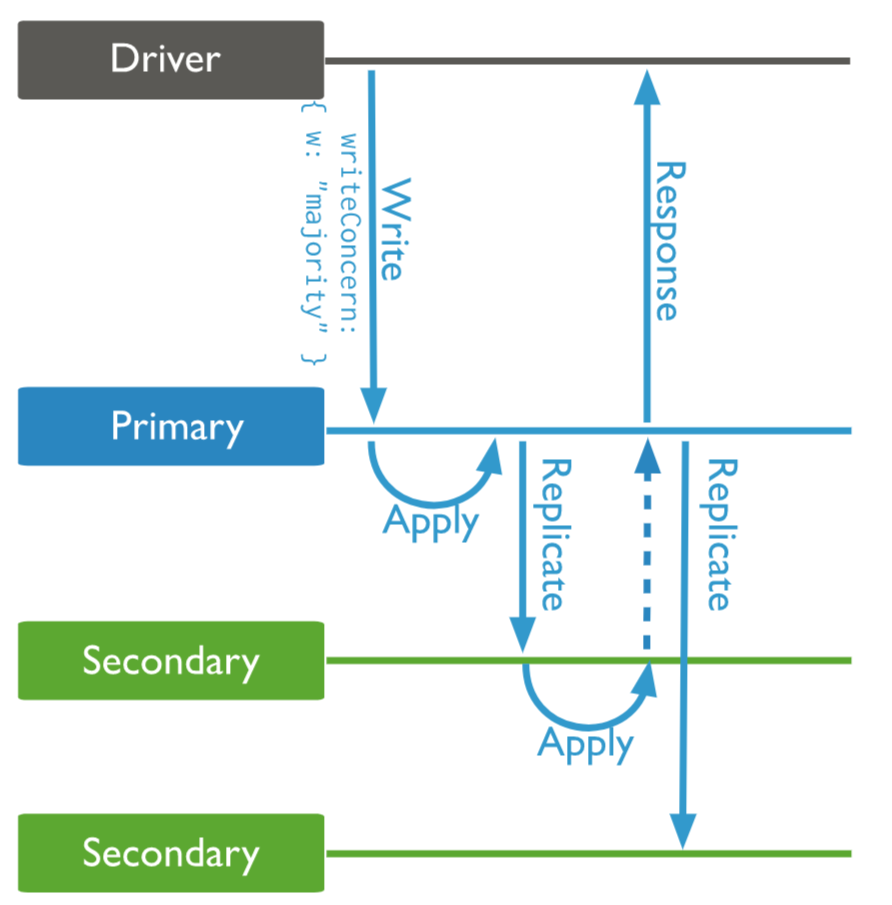 Driver
writeConcern:
{ w: "majority" }
Write
Response
Primary
Apply
Replicate
Replicate
Secondary
Apply
Secondary